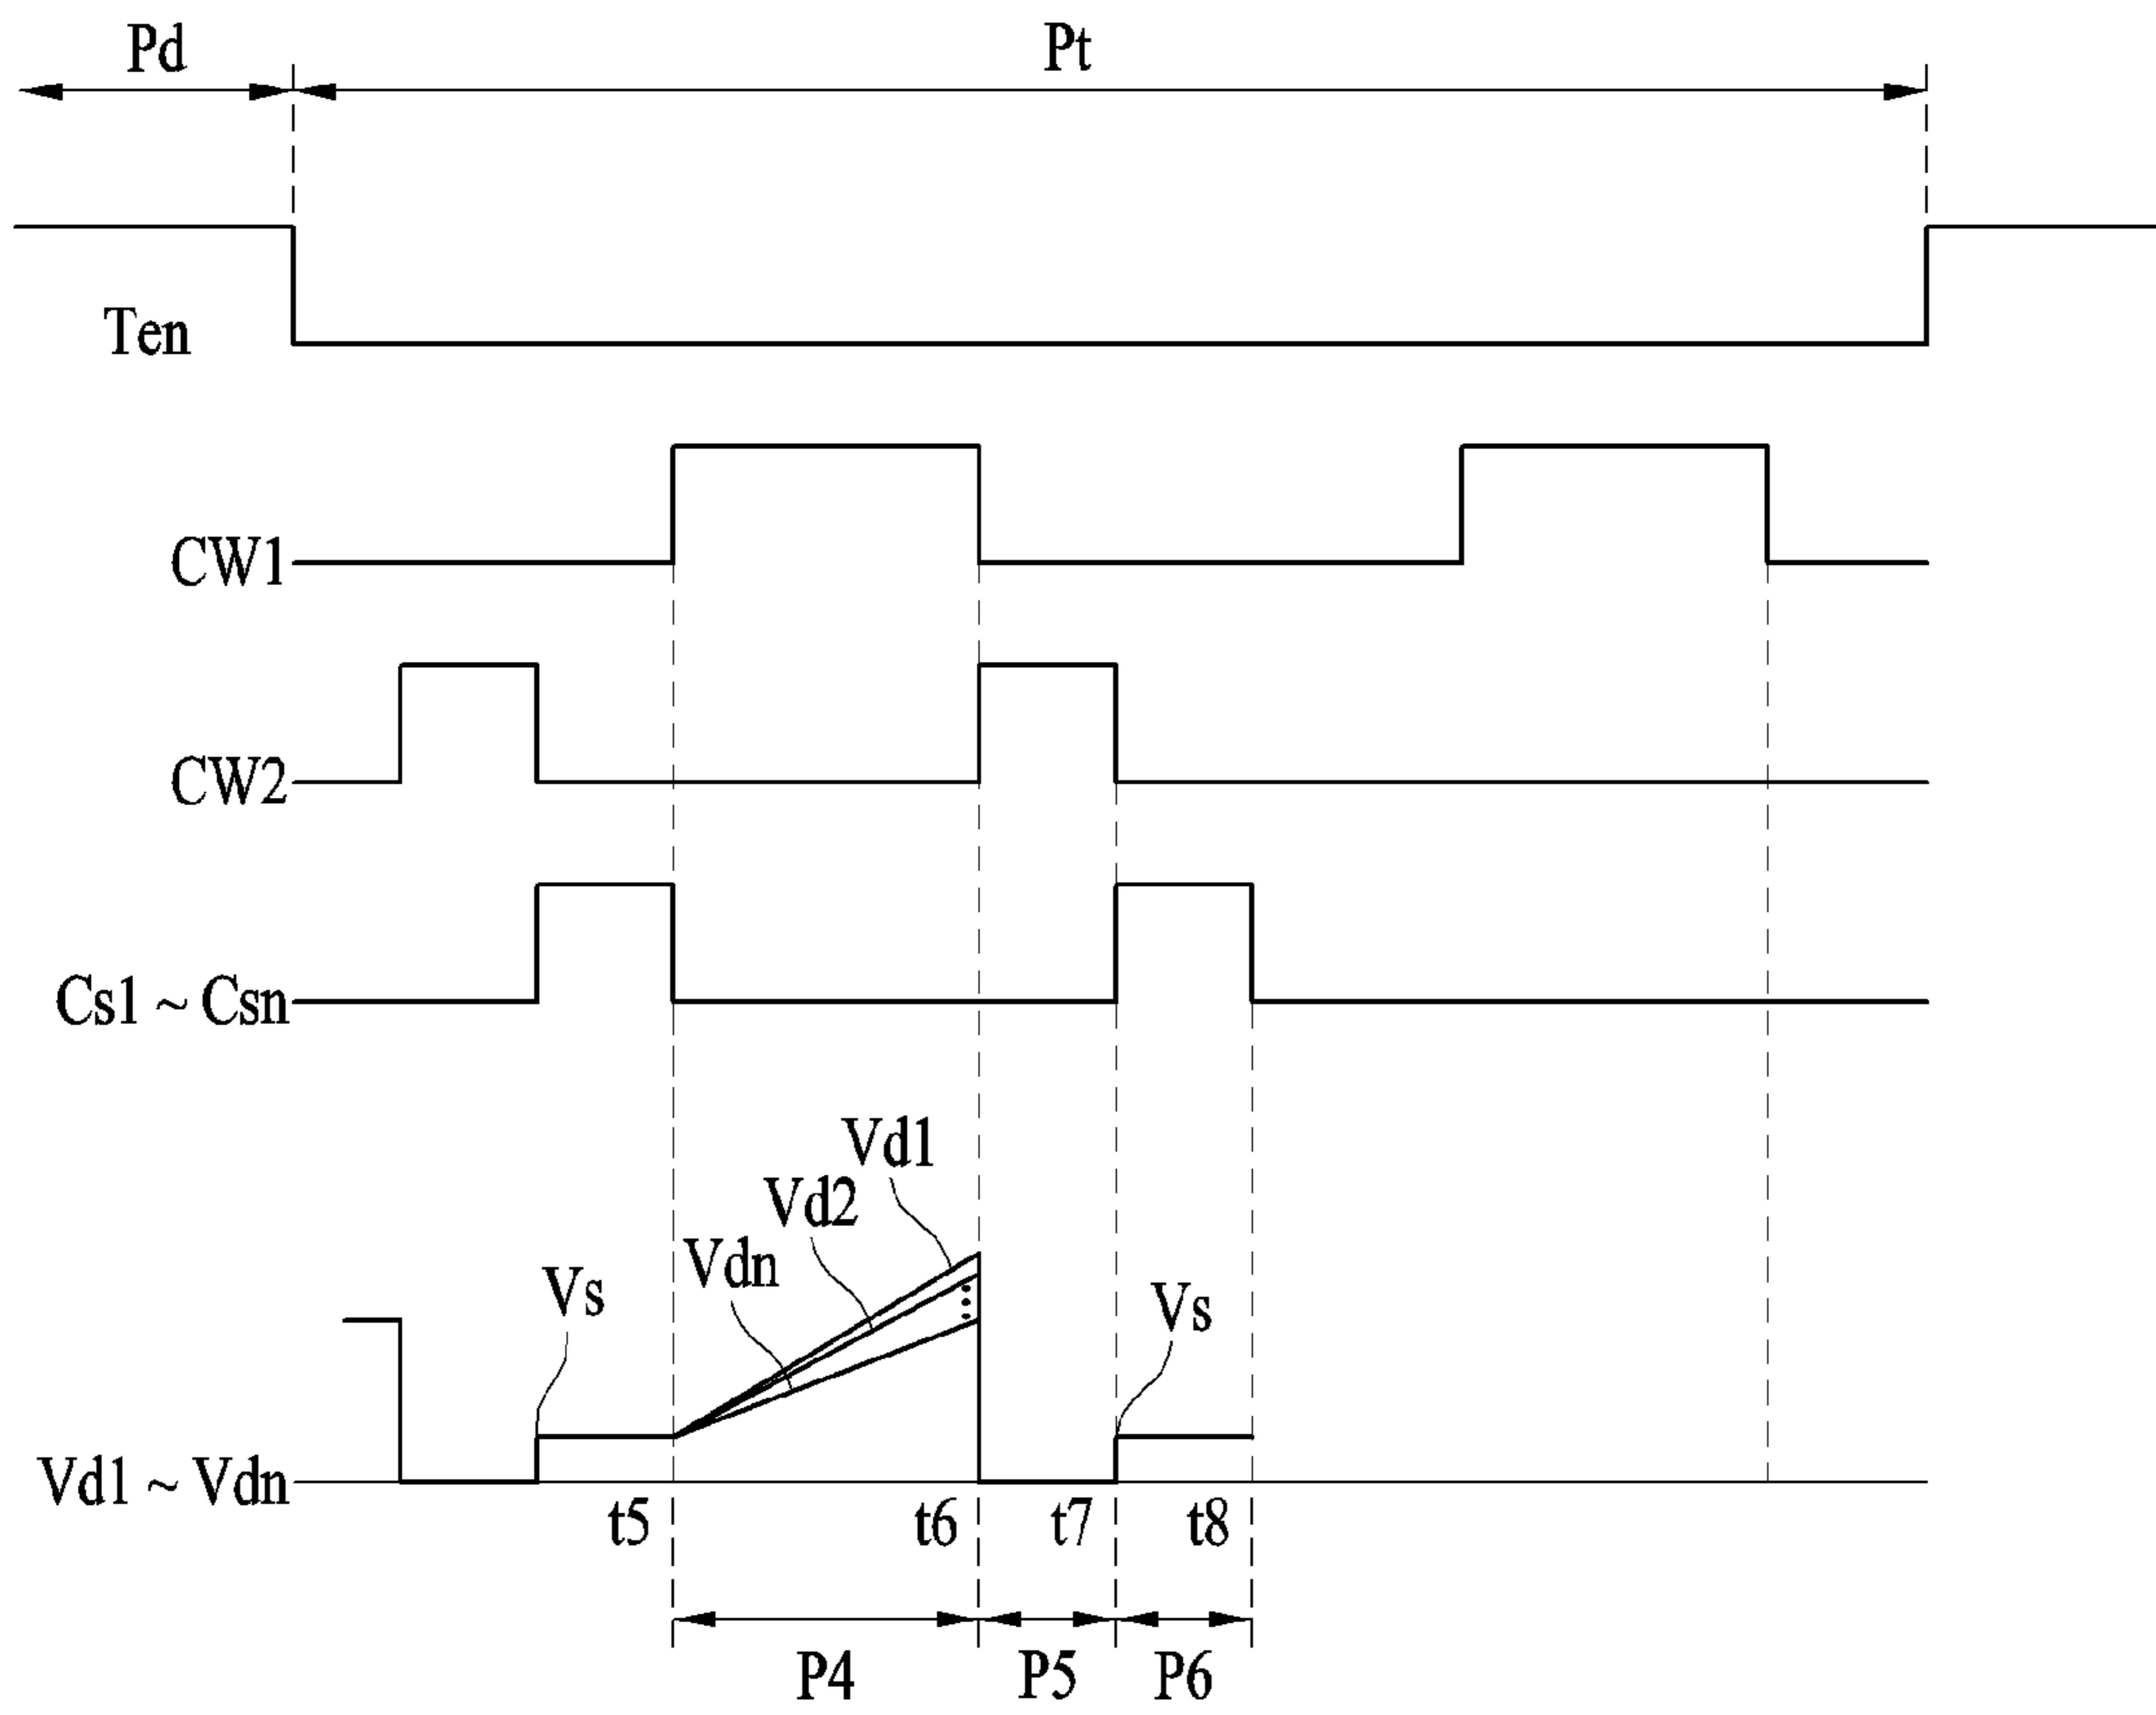 Pd
Pt
Ten
CW1
CW2
Cs1 ~ Csn
Vd1
Vd2
Vdn
Vs
Vs
Vd1 ~ Vdn
t5
t6
t7
t8
P4
P5
P6